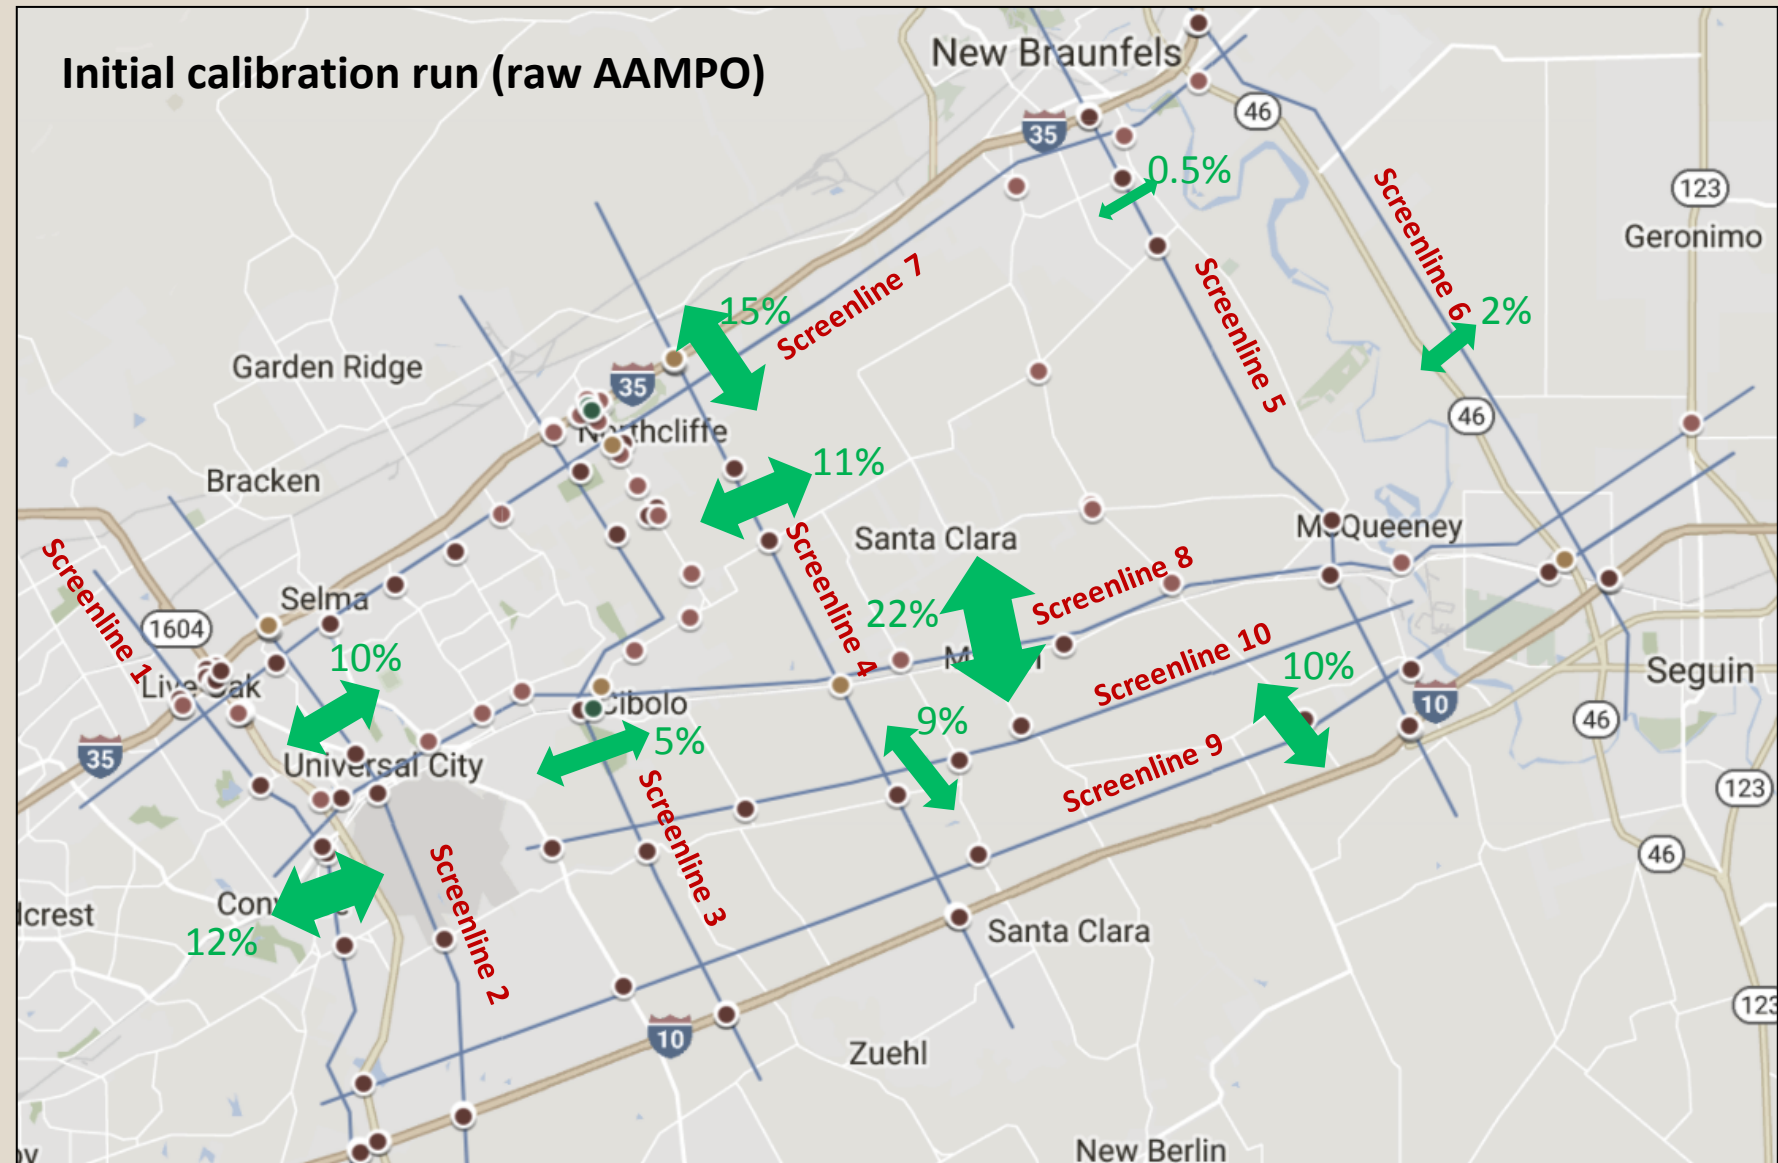 Initial calibration run (raw AAMPO)
New Braunfels
46
35
0.5%
123
Screenline 6
Geronimo
Screenline 7
Screenline 5
15%
2%
Garden Ridge
35
Northcliffe
46
11%
Bracken
Screenline 4
Santa Clara
McQueeney
Screenline 1
Selma
Screenline 8
22%
1604
10%
Screenline 10
Live Oak
10%
Seguin
Cibolo
10
46
9%
5%
35
Universal City
Screenline 9
Screenline 3
123
Screenline 2
46
12%
Santa Clara
123
10
Zuehl
New Berlin